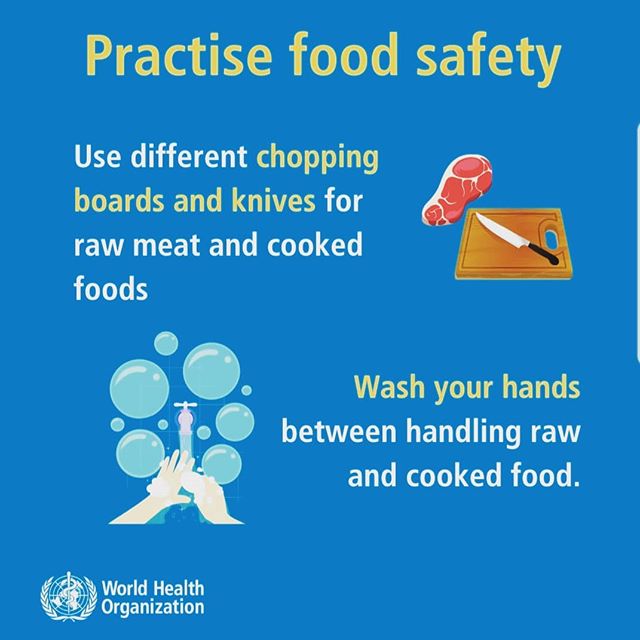 Practise food safety
Use different chopping
boards and knives for
raw meat and cooked
foods
Wash your hands
between handling raw
and cooked food.
World Health
Organization